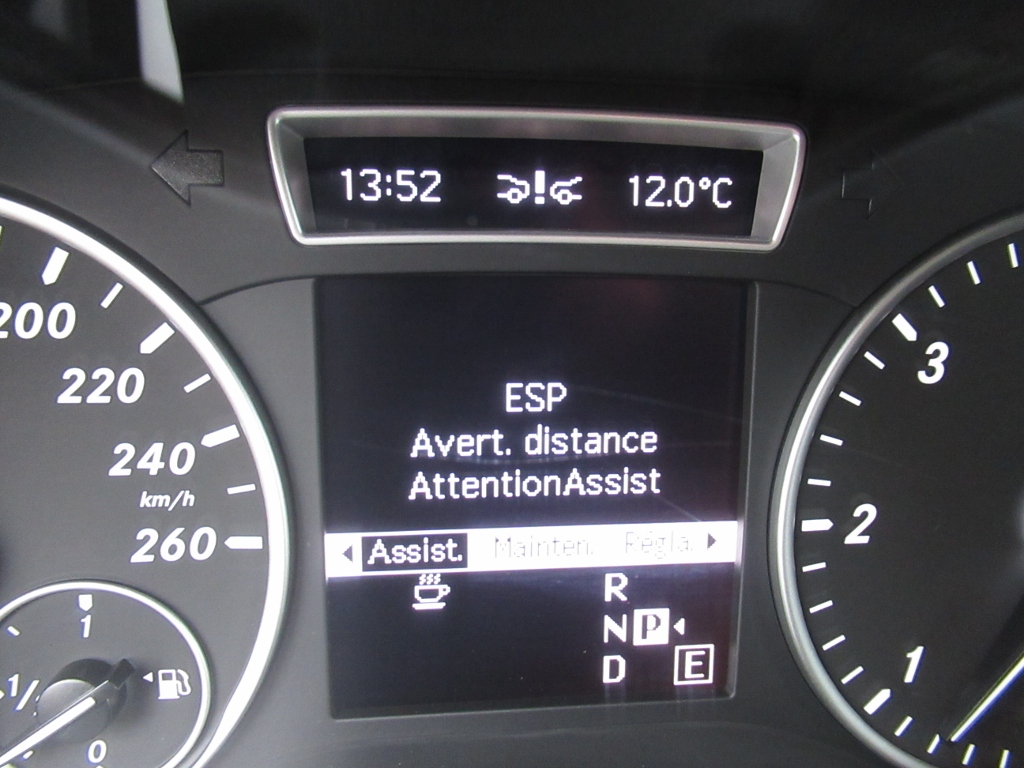 13:52 12.0°C
200
220
240
km/h
260
1
1/
0
ESP
Avert. distance
AttentionAssist
Assist. Mainten. Régla.
R
N P
D E
3
2
1